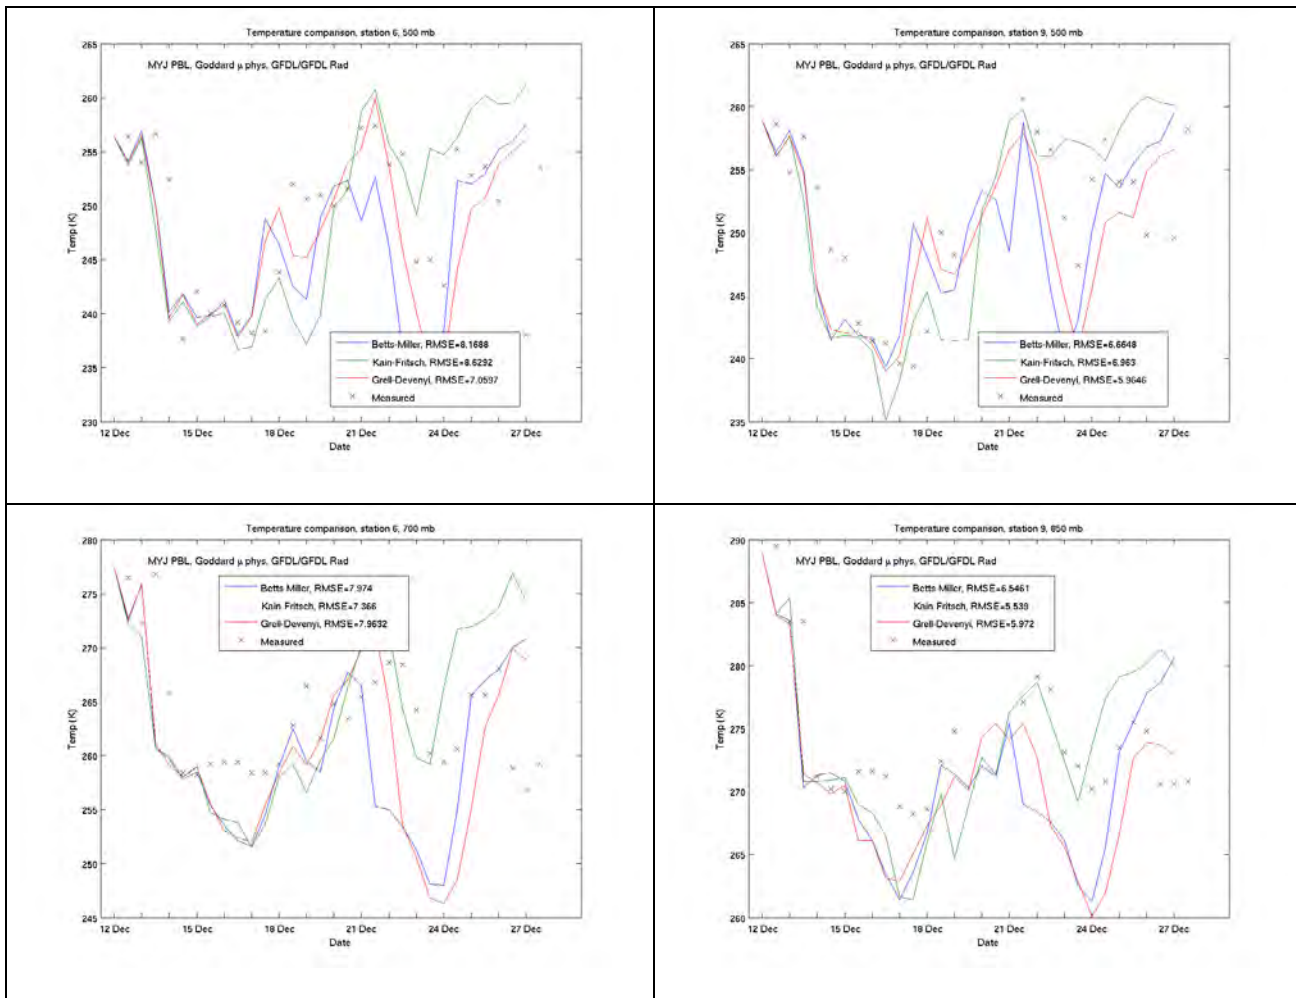 Temperature comparison, station 6, 500 mb
265
260
255
250
245
240
235
230
Temp (K)
MYJ PBL, Goddard μ phys, GFDL/GFDL Rad
Betts-Miller, RMSE=8.1688
Kain-Fritsch, RMSE=8.6292
Grell-Devenyi, RMSE=7.0597
Measured
12 Dec 15 Dec 18 Dec 21 Dec 24 Dec 27 Dec
Date
Temperature comparison, station 9, 500 mb
265
260
255
250
245
240
235
Temp (K)
MYJ PBL, Goddard μ phys, GFDL/GFDL Rad
Betts-Miller, RMSE=6.6648
Kain-Fritsch, RMSE=6.963
Grell-Devenyi, RMSE=5.9646
Measured
12 Dec 15 Dec 18 Dec 21 Dec 24 Dec 27 Dec
Date
Temperature comparison, station 6, 700 mb
280
275
270
265
260
255
250
245
Temp (K)
MYJ PBL, Goddard μ phys, GFDL/GFDL Rad
Betts Miller, RMSE=7.974
Kain Fritsch, RMSE=7.366
Grell-Devenyi, RMSE=7.9632
Measured
12 Dec 15 Dec 18 Dec 21 Dec 24 Dec 27 Dec
Date
Temperature comparison, station 9, 850 mb
290
285
280
275
270
265
260
Temp (K)
MYJ PBL, Goddard μ phys, GFDL/GFDL Rad
Betts Miller, RMSE=6.5461
Kain Fritsch, RMSE=5.539
Grell-Devenyi, RMSE=5.972
Measured
12 Dec 15 Dec 18 Dec 21 Dec 24 Dec 27 Dec
Date